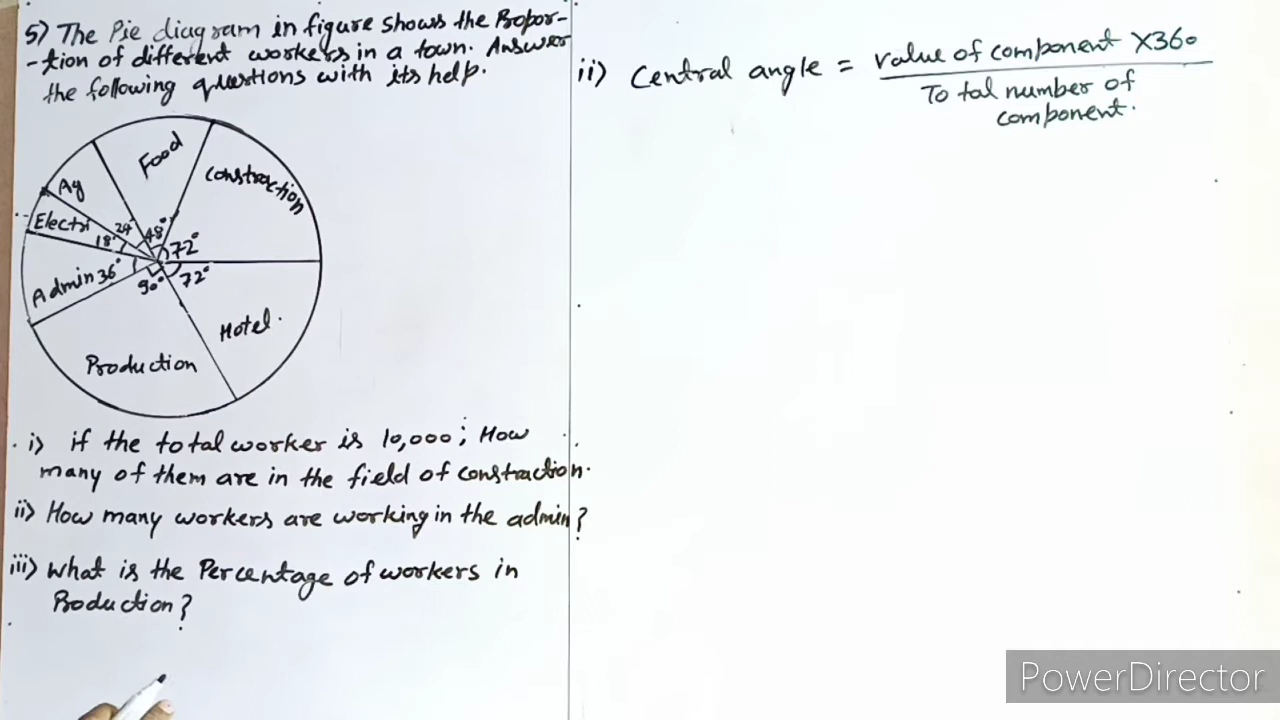 5) The Pie diagram in figure shows the Propor-
-tion of different workers in a town. Answer
the following questions with its help.
Food
Constraction
Ag
Electri
24°
48°
18°
72°
Admin 36°
90°
72°
Hotel.
Production
i) if the total worker is 10,000; How
many of them are in the field of constraction.
ii) How many workers are working in the admin?
iii) What is the Percentage of workers in
Production?
ii) Central angle = value of component X360
To tal number of
component.
PowerDirector